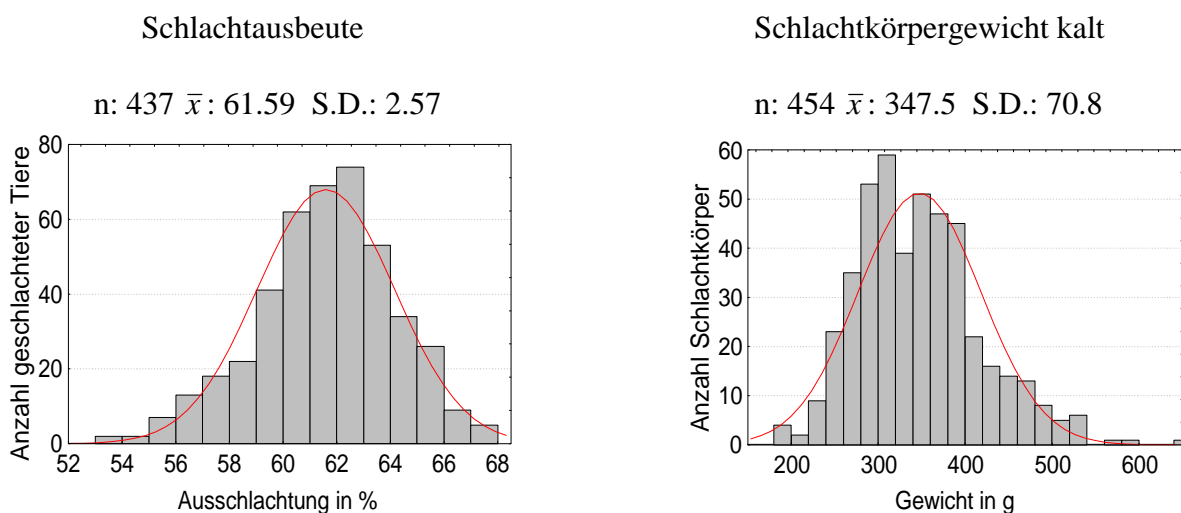 Schlachtausbeute
n: 437 x̅ : 61.59 S.D.: 2.57
Anzahl geschlachteter Tiere
80
60
40
20
0
52 54 56 58 60 62 64 66 68
Ausschlachtung in %
Schlachtkörpergewicht kalt
n: 454 x̅ : 347.5 S.D.: 70.8
Anzahl Schlachtkörper
60
50
40
30
20
10
0
200 300 400 500 600
Gewicht in g